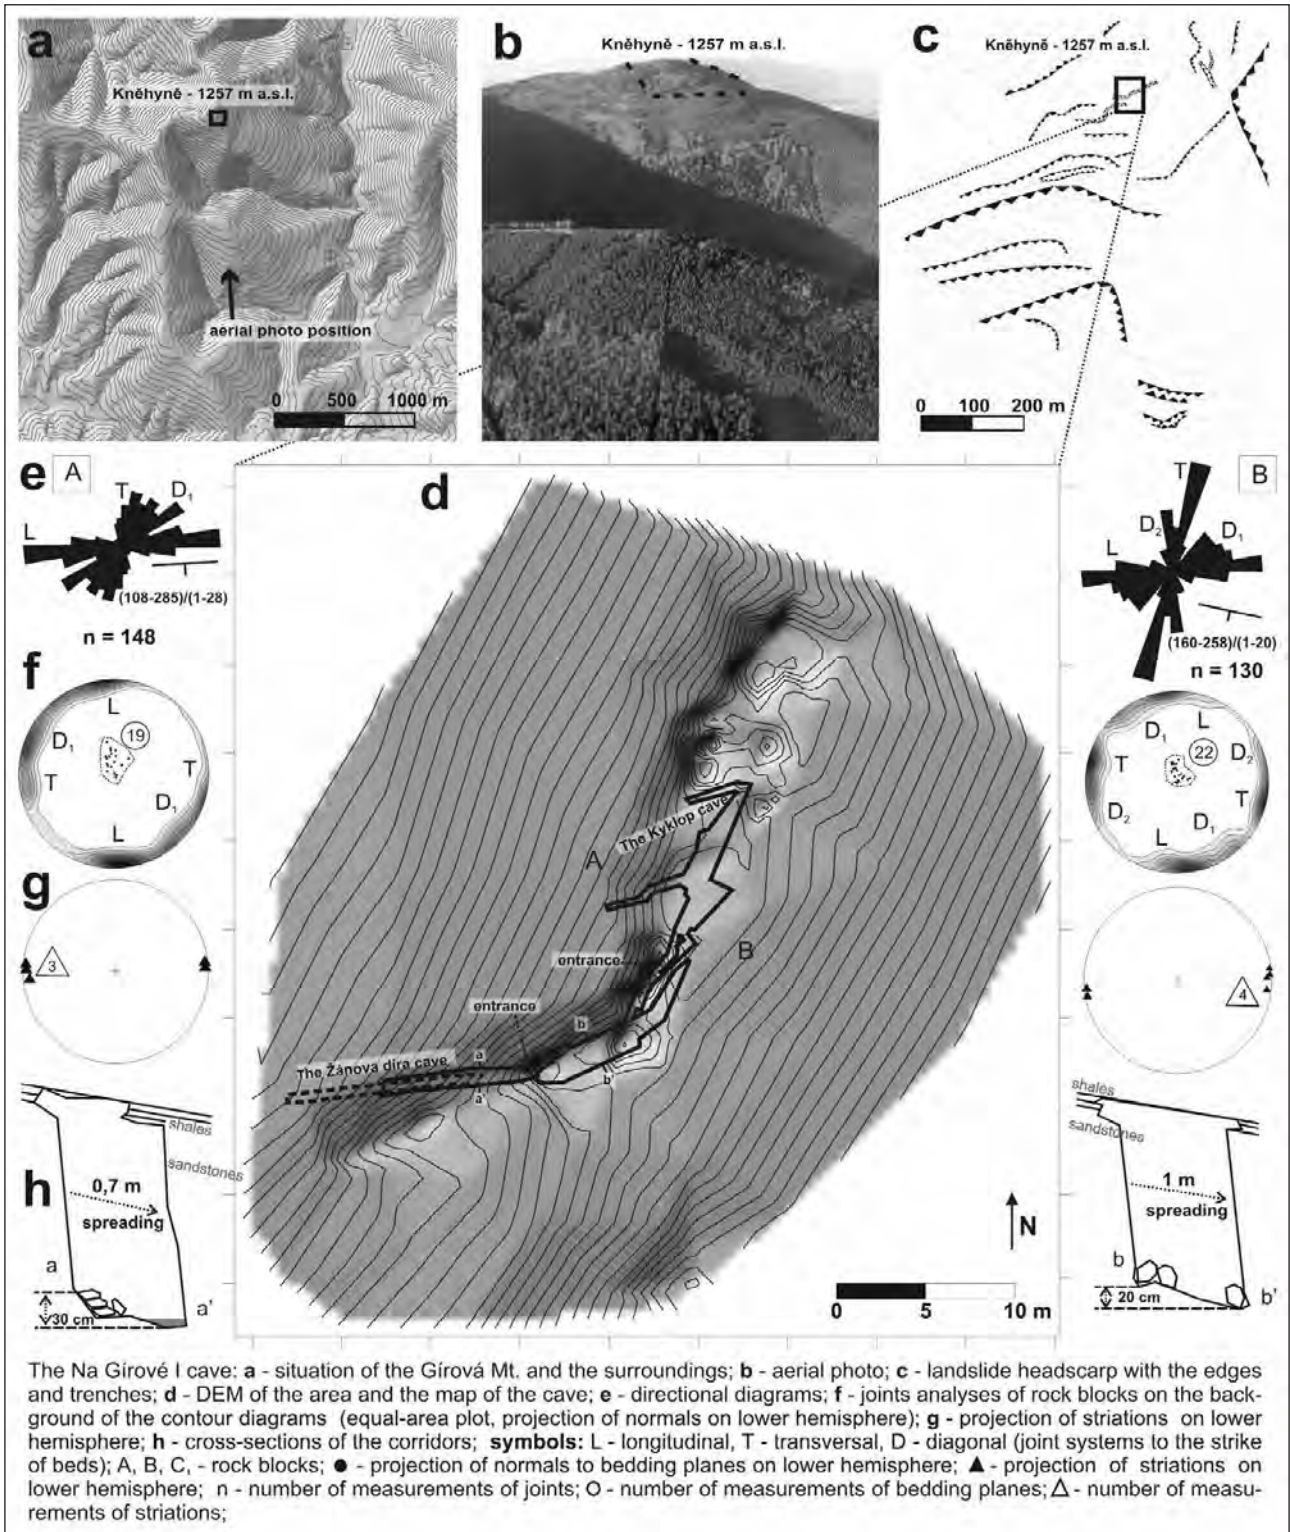 a
Kněhyně - 1257 m a.s.l.
aerial photo position
0 500 1000 m
b
Kněhyně - 1257 m a.s.l.
c
Kněhyně - 1257 m a.s.l.
0 100 200 m
e
A
T
D1
L
(108-285)/(1-28)
n = 148
f
L
19
D1
T
T
D1
L
g
3
d
The Kyklop cave
A
B
entrance
entrance
b
a
The Žánova díra cave
b'
a'
N
0 5 10 m
B
T
D2
D1
L
(160-258)/(1-20)
n = 130
L
D1
22
D2
T
T
D2
D1
L
4
h
shales
sandstones
0,7 m
spreading
a
a'
30 cm
shales
sandstones
1 m
spreading
b
b'
20 cm
The Na Gírové I cave: a - situation of the Gírová Mt. and the surroundings; b - aerial photo; c - landslide headscarp with the edges
and trenches; d - DEM of the area and the map of the cave; e - directional diagrams; f - joints analyses of rock blocks on the back-
ground of the contour diagrams (equal-area plot, projection of normals on lower hemisphere); g - projection of striations on lower
hemisphere; h - cross-sections of the corridors; symbols: L - longitudinal, T - transversal, D - diagonal (joint systems to the strike
of beds); A, B, C, - rock blocks; ● - projection of normals to bedding planes on lower hemisphere; ▲ - projection of striations on
lower hemisphere; n - number of measurements of joints; O - number of measurements of bedding planes; △ - number of measu-
rements of striations;